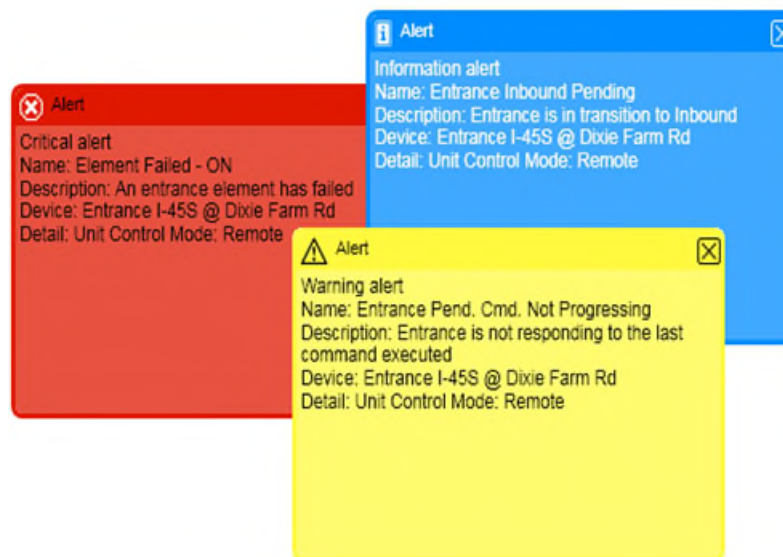 Alert
Information alert
Name: Entrance Inbound Pending
Description: Entrance is in transition to Inbound
Device: Entrance I-45S @ Dixie Farm Rd
Detail: Unit Control Mode: Remote
Alert
Critical alert
Name: Element Failed - ON
Description: An entrance element has failed
Device: Entrance I-45S @ Dixie Farm Rd
Detail: Unit Control Mode: Remote
Alert
Warning alert
Name: Entrance Pend. Cmd. Not Progressing
Description: Entrance is not responding to the last
command executed
Device: Entrance I-45S @ Dixie Farm Rd
Detail: Unit Control Mode: Remote